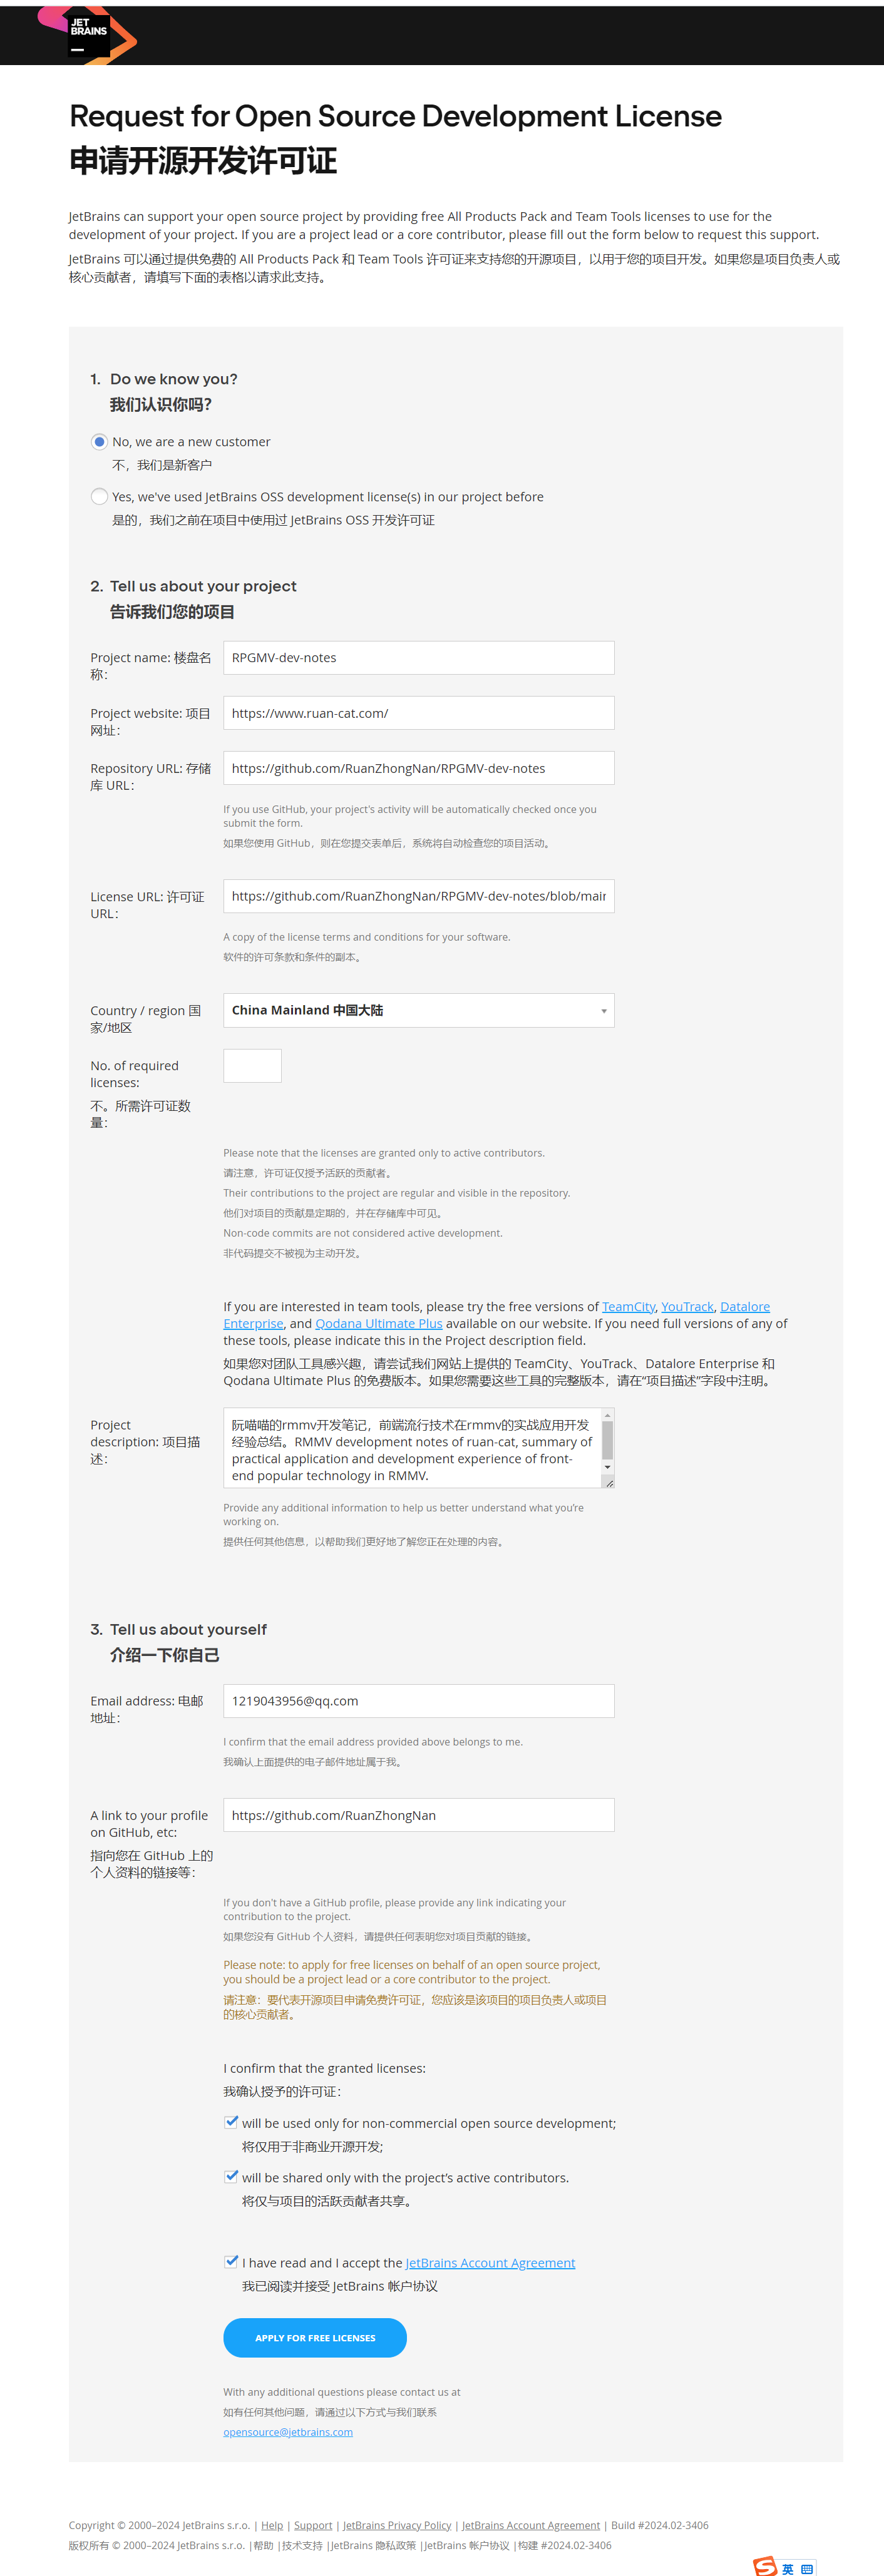 JET
BRAINS
Request for Open Source Development License
申请开源开发许可证
JetBrains can support your open source project by providing free All Products Pack and Team Tools licenses to use for the
development of your project. If you are a project lead or a core contributor, please fill out the form below to request this support.
JetBrains 可以通过提供免费的 All Products Pack 和 Team Tools 许可证来支持您的开源项目，以用于您的项目开发。如果您是项目负责人或
核心贡献者，请填写下面的表格以请求此支持。
1. Do we know you?
我们认识你吗?
No, we are a new customer
不，我们是新客户
Yes, we've used JetBrains OSS development license(s) in our project before
是的，我们之前在项目中使用过 JetBrains OSS 开发许可证
2. Tell us about your project
告诉我们您的项目
Project name: 楼盘名
称：
RPGMV-dev-notes
Project website: 项目
网址：
https://www.ruan-cat.com/
Repository URL: 存储
库 URL：
https://github.com/RuanZhongNan/RPGMV-dev-notes
If you use GitHub, your project's activity will be automatically checked once you
submit the form.
如果您使用 GitHub，则在您提交表单后，系统将自动检查您的项目活动。
License URL: 许可证
URL：
https://github.com/RuanZhongNan/RPGMV-dev-notes/blob/mair
A copy of the license terms and conditions for your software.
软件的许可条款和条件的副本。
Country / region 国
家/地区
China Mainland 中国大陆
No. of required
licenses:
不。所需许可证数
量：
Please note that the licenses are granted only to active contributors.
请注意，许可证仅授予活跃的贡献者。
Their contributions to the project are regular and visible in the repository.
他们对项目的贡献是定期的，并在存储库中可见。
Non-code commits are not considered active development.
非代码提交不被视为主动开发。
If you are interested in team tools, please try the free versions of TeamCity, YouTrack, Datalore
Enterprise, and Qodana Ultimate Plus available on our website. If you need full versions of any of
these tools, please indicate this in the Project description field.
如果您对团队工具感兴趣，请尝试我们网站上提供的 TeamCity、YouTrack、Datalore Enterprise 和
Qodana Ultimate Plus 的免费版本。如果您需要这些工具的完整版本，请在“项目描述”字段中注明。
Project
description: 项目描
述：
阮喵喵的rmmv开发笔记，前端流行技术在rmmv的实战应用开发
经验总结。RMMV development notes of ruan-cat, summary of
practical application and development experience of front-
end popular technology in RMMV.
Provide any additional information to help us better understand what you're
working on.
提供任何其他信息，以帮助我们更好地了解您正在处理的内容。
3. Tell us about yourself
介绍一下你自己
Email address: 电邮
地址：
1219043956@qq.com
I confirm that the email address provided above belongs to me.
我确认上面提供的电子邮件地址属于我。
A link to your profile
on GitHub, etc:
指向您在 GitHub 上的
个人资料的链接等：
https://github.com/RuanZhongNan
If you don't have a GitHub profile, please provide any link indicating your
contribution to the project.
如果您没有 GitHub 个人资料，请提供任何表明您对项目贡献的链接。
Please note: to apply for free licenses on behalf of an open source project,
you should be a project lead or a core contributor to the project.
请注意：要代表开源项目申请免费许可证，您应该是该项目的项目负责人或项目
的核心贡献者。
I confirm that the granted licenses:
我确认授予的许可证：
will be used only for non-commercial open source development;
将仅用于非商业开源开发;
will be shared only with the project's active contributors.
将仅与项目的活跃贡献者共享。
I have read and I accept the JetBrains Account Agreement
我已阅读并接受 JetBrains 帐户协议
APPLY FOR FREE LICENSES
With any additional questions please contact us at
如有任何其他问题，请通过以下方式与我们联系
opensource@jetbrains.com
Copyright © 2000–2024 JetBrains s.r.o. | Help | Support | JetBrains Privacy Policy | JetBrains Account Agreement | Build #2024.02-3406
版权所有 © 2000–2024 JetBrains s.r.o. |帮助 |技术支持 |JetBrains 隐私政策 |JetBrains 帐户协议 |构建 #2024.02-3406
S 英